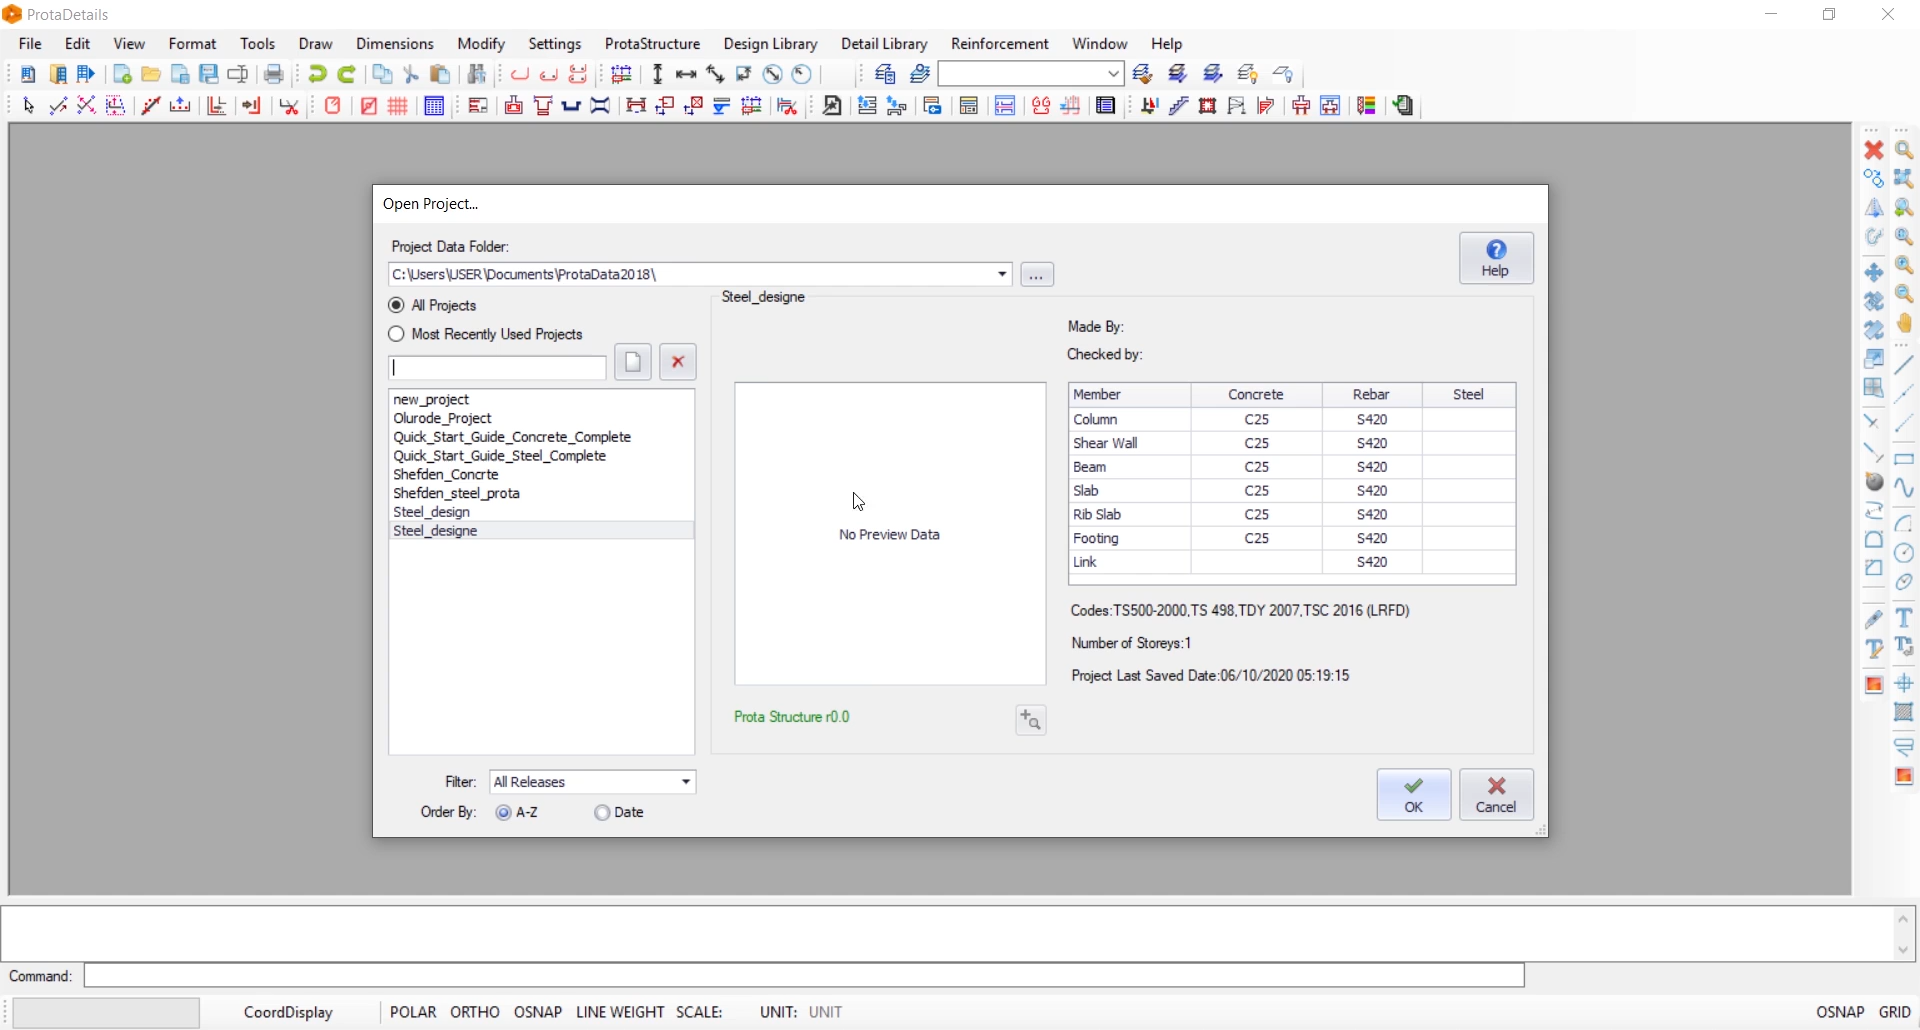 ProtaDetails
File Edit View Format Tools Draw Dimensions Modify Settings ProtaStructure Design Library Detail Library Reinforcement Window Help
Open Project...
Project Data Folder:
C:\Users\USER\Documents\ProtaData2018\
...
Help
All Projects
Most Recently Used Projects
new_project
Olurode_Project
Quick_Start_Guide_Concrete_Complete
Quick_Start_Guide_Steel_Complete
Shefden_Concrte
Shefden_steel_prota
Steel_design
Steel_designe
Filter: All Releases
Order By: A-Z Date
Steel_designe
No Preview Data
Prota Structure r0.0
Made By:
Checked by:
Member Concrete Rebar Steel
Column C25 S420
Shear Wall C25 S420
Beam C25 S420
Slab C25 S420
Rib Slab C25 S420
Footing C25 S420
Link S420
Codes:TS500-2000,TS 498,TDY 2007,TSC 2016 (LRFD)
Number of Storeys:1
Project Last Saved Date:06/10/2020 05:19:15
OK Cancel
Command:
CoordDisplay POLAR ORTHO OSNAP LINE WEIGHT SCALE: UNIT: UNIT OSNAP GRID